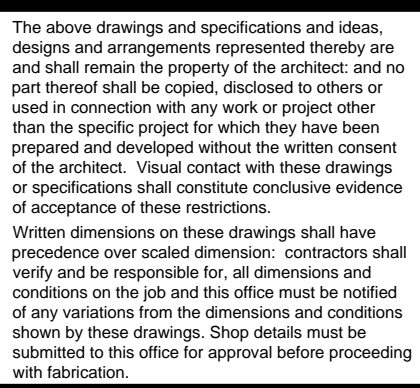 The above drawings and specifications and ideas,
designs and arrangements represented thereby are
and shall remain the property of the architect: and no
part thereof shall be copied, disclosed to others or
used in connection with any work or project other
than the specific project for which they have been
prepared and developed without the written consent
of the architect.  Visual contact with these drawings
or specifications shall constitute conclusive evidence
of acceptance of these restrictions.
Written dimensions on these drawings shall have
precedence over scaled dimension:  contractors shall
verify and be responsible for, all dimensions and
conditions on the job and this office must be notified
of any variations from the dimensions and conditions
shown by these drawings. Shop details must be
submitted to this office for approval before proceeding
with fabrication.